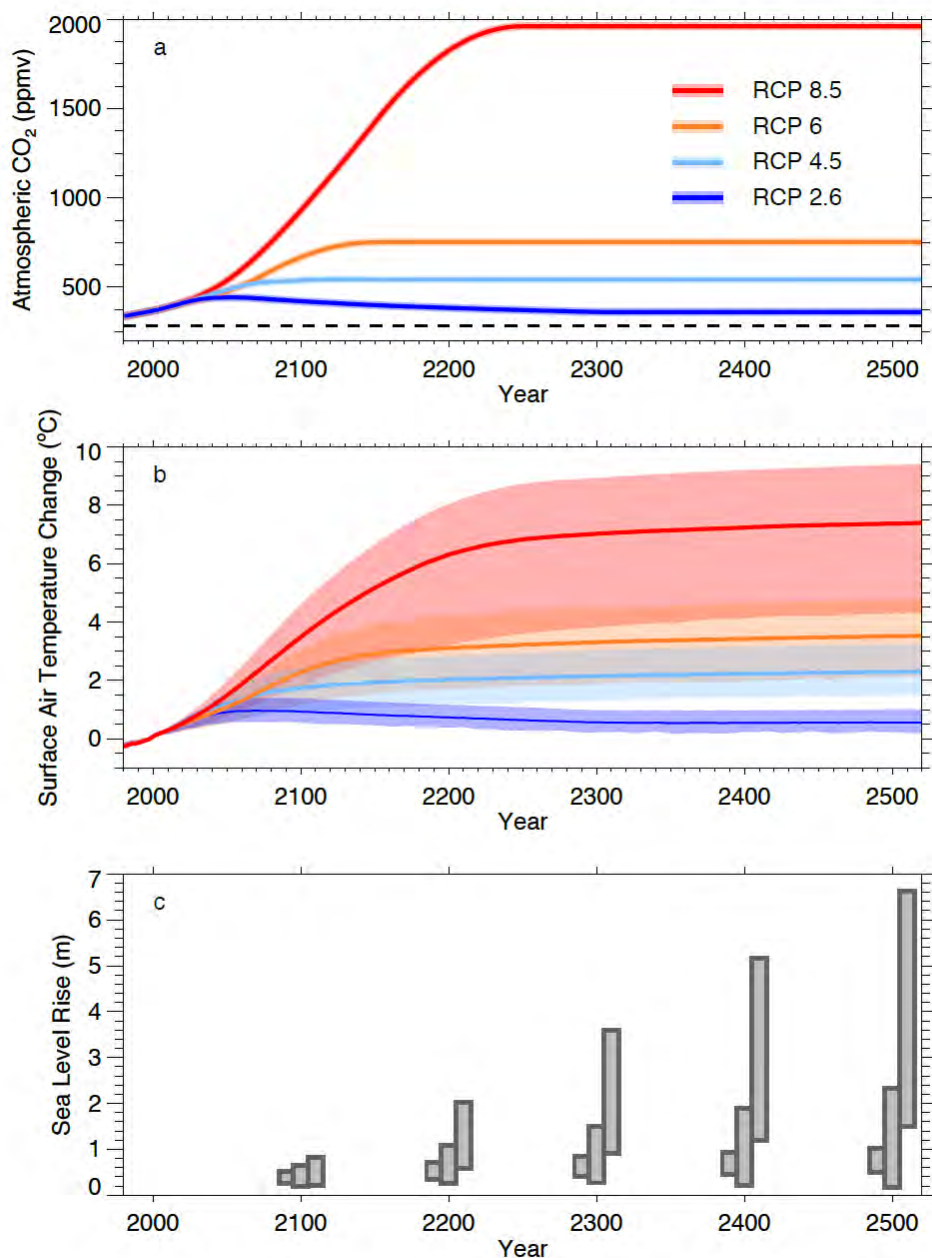 a
Atmospheric CO₂ (ppmv)
2000
1500
1000
500
RCP 8.5
RCP 6
RCP 4.5
RCP 2.6
2000 2100 2200 2300 2400 2500
Year
b
Surface Air Temperature Change (°C)
10
8
6
4
2
0
2000 2100 2200 2300 2400 2500
Year
c
Sea Level Rise (m)
7
6
5
4
3
2
1
0
2000 2100 2200 2300 2400 2500
Year